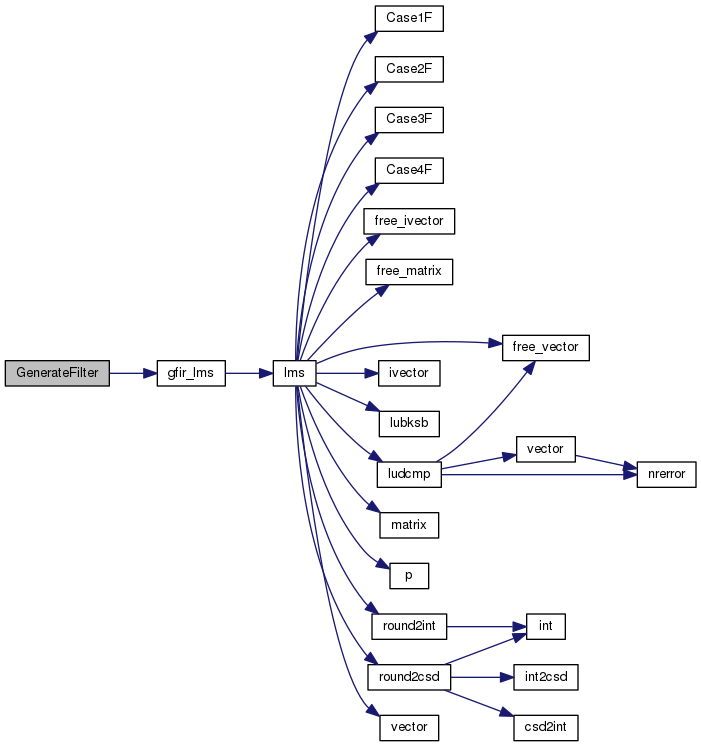 Case1F
Case2F
Case3F
Case4F
free_ivector
free_matrix
free_vector
GenerateFilter
gfir_lms
lms
ivector
lubksb
vector
ludcmp
nrerror
matrix
p
round2int
int
round2csd
int2csd
vector
csd2int